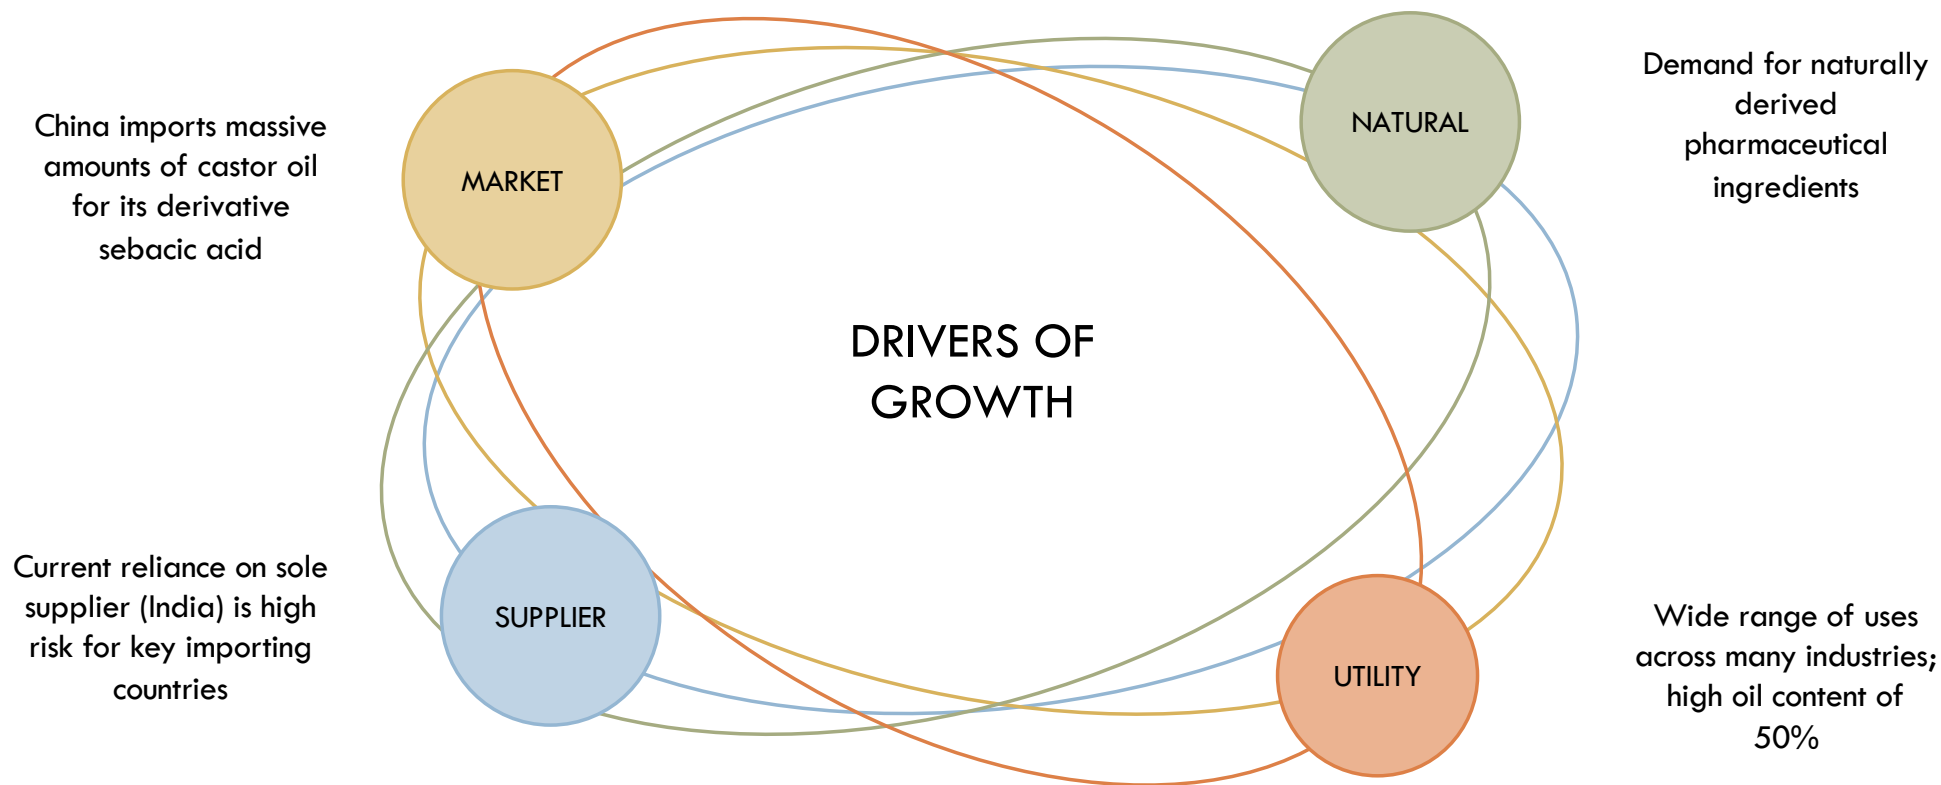 China imports massive
amounts of castor oil
for its derivative
sebacic acid
MARKET
NATURAL
Demand for naturally
derived
pharmaceutical
ingredients
DRIVERS OF
GROWTH
Current reliance on sole
supplier (India) is high
risk for key importing
countries
SUPPLIER
UTILITY
Wide range of uses
across many industries;
high oil content of
50%